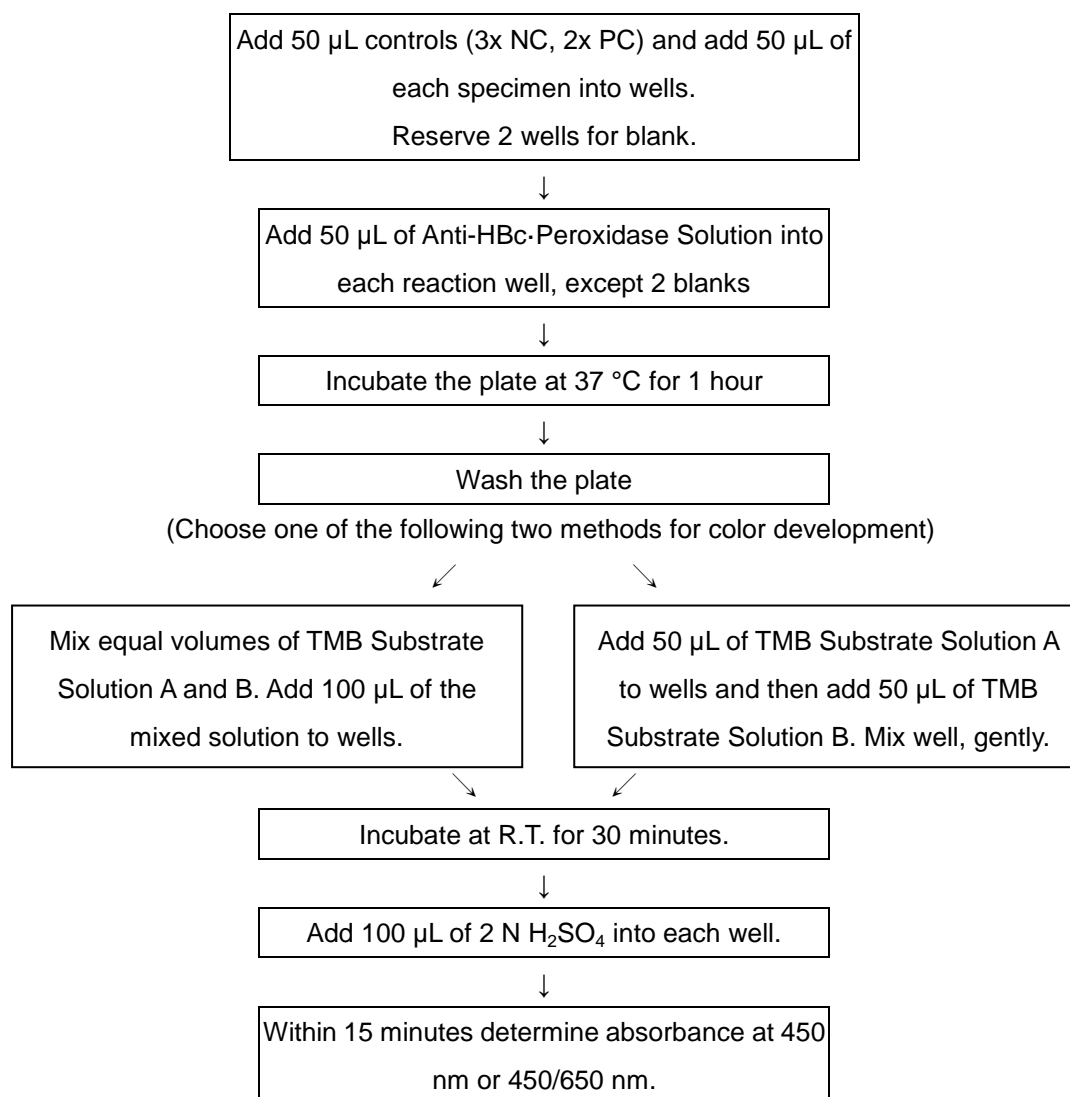 Add 50 µL controls (3x NC, 2x PC) and add 50 µL of
each specimen into wells.
Reserve 2 wells for blank.
↓
Add 50 µL of Anti-HBc·Peroxidase Solution into
each reaction well, except 2 blanks
↓
Incubate the plate at 37 °C for 1 hour
↓
Wash the plate
(Choose one of the following two methods for color development)
Mix equal volumes of TMB Substrate
Solution A and B. Add 100 µL of the
mixed solution to wells.
Add 50 µL of TMB Substrate Solution A
to wells and then add 50 µL of TMB
Substrate Solution B. Mix well, gently.
Incubate at R.T. for 30 minutes.
↓
Add 100 µL of 2 N H₂SO₄ into each well.
↓
Within 15 minutes determine absorbance at 450
nm or 450/650 nm.